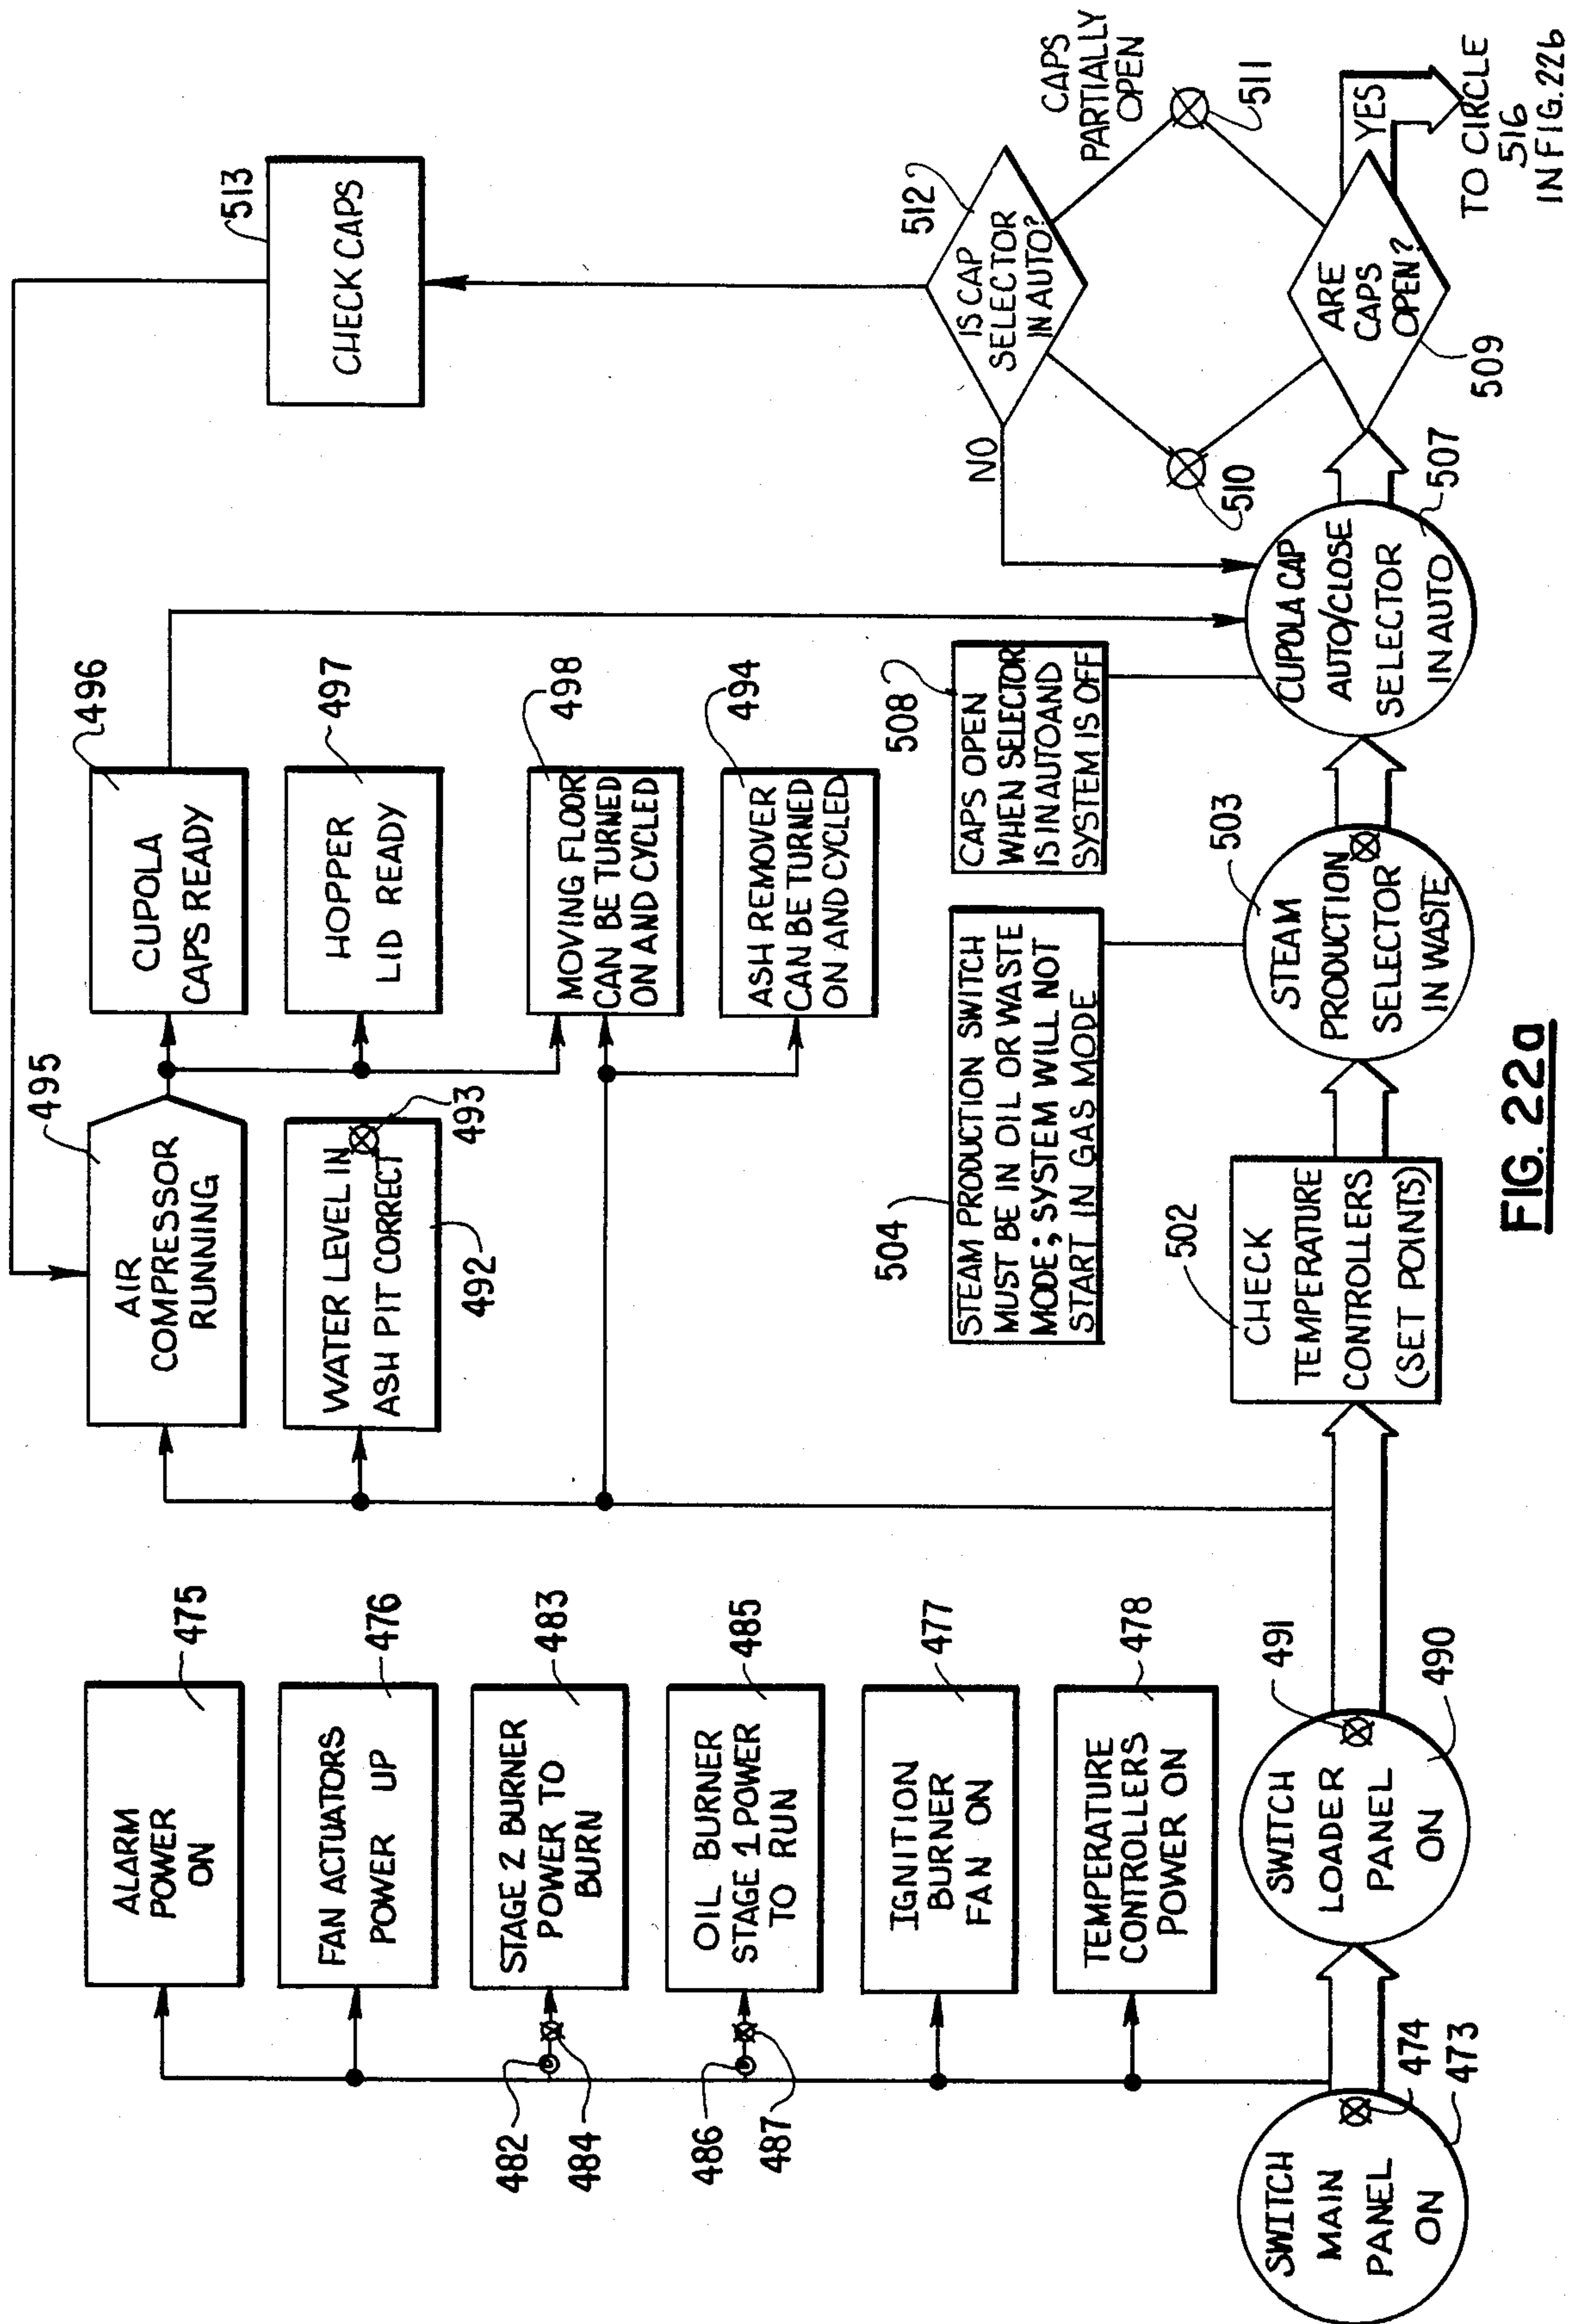 ALARM
POWER
ON
475
FAN ACTUATORS
POWER UP
476
STAGE 2 BURNER
POWER TO
BURN
483
482
484
OIL BURNER
STAGE 1 POWER
TO RUN
485
486
487
IGNITION
BURNER
FAN ON
477
TEMPERATURE
CONTROLLERS
POWER ON
478
SWITCH
MAIN
PANEL
ON
474
473
SWITCH
LOADER
PANEL
ON
491
490
AIR
COMPRESSOR
RUNNING
495
WATER LEVEL IN
ASH PIT CORRECT
493
492
CUPOLA
CAPS READY
496
HOPPER
LID READY
497
MOVING FLOOR
CAN BE TURNED
ON AND CYCLED
498
ASH REMOVER
CAN BE TURNED
ON AND CYCLED
494
CHECK
TEMPERATURE
CONTROLLERS
(SET POINTS)
502
STEAM PRODUCTION SWITCH
MUST BE IN OIL OR WASTE
MODE; SYSTEM WILL NOT
START IN GAS MODE
504
STEAM
PRODUCTION
SELECTOR
IN WASTE
503
CAPS OPEN
WHEN SELECTOR
IS IN AUTO AND
SYSTEM IS OFF
508
CUPOLA CAP
AUTO/CLOSE
SELECTOR
IN AUTO
507
ARE
CAPS
OPEN?
509
YES
TO CIRCLE
516
IN FIG. 22b
510
CAPS
PARTIALLY
OPEN
511
IS CAP
SELECTOR
IN AUTO?
512
NO
CHECK CAPS
513
FIG. 22a